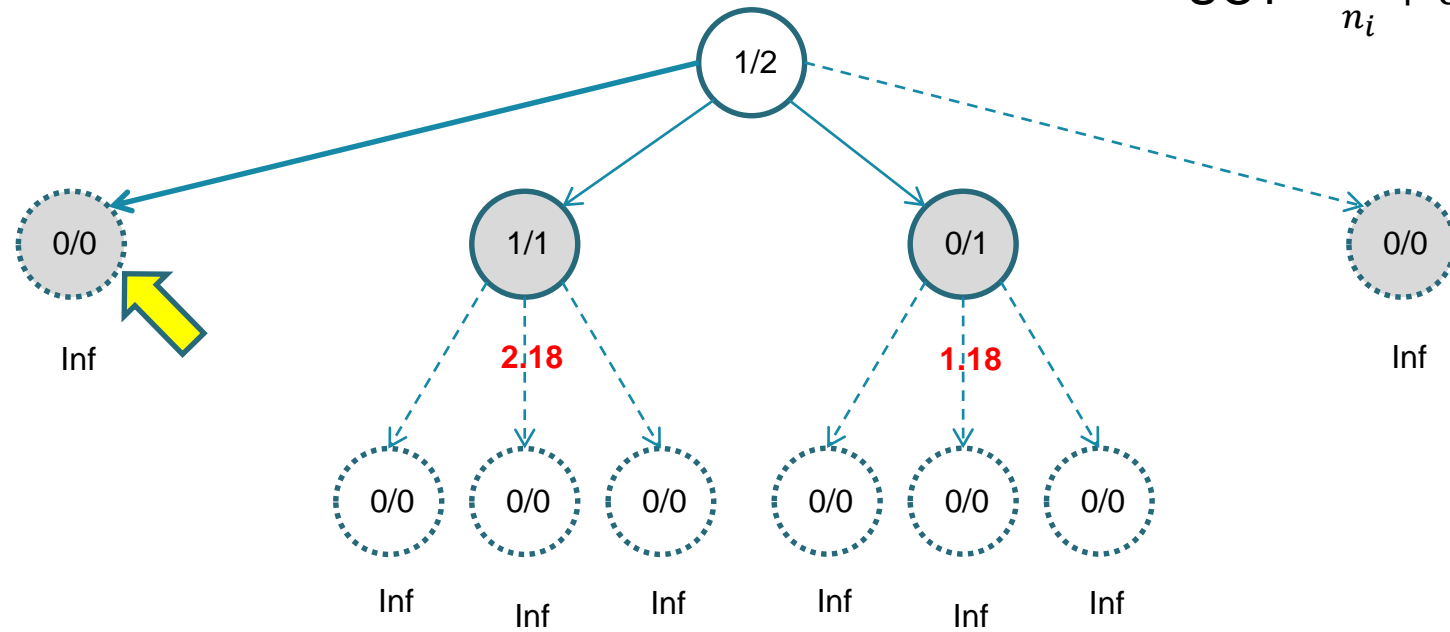 n_i
1/2
0/0 1/1 0/1 0/0
Inf 2.18 1.18 Inf
0/0 0/0 0/0 0/0 0/0 0/0
Inf Inf Inf Inf Inf Inf